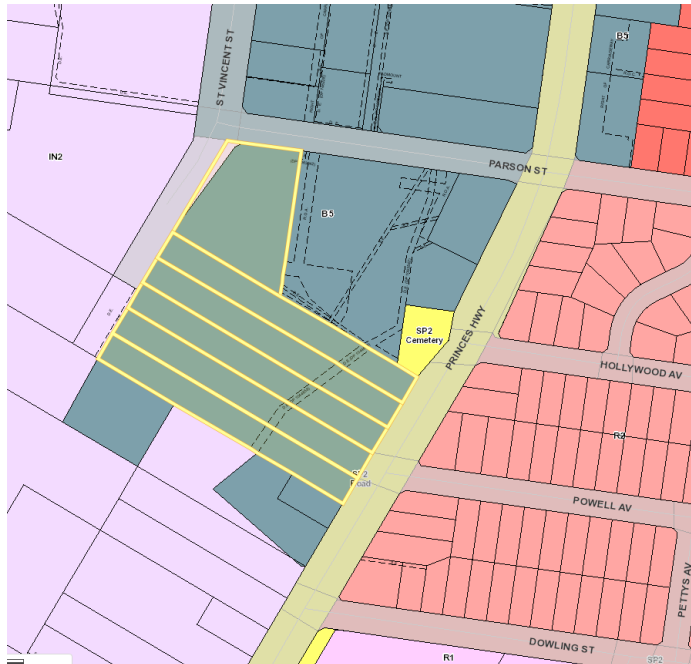 B5
ST VINCENT ST
IN2
PARSON ST
B5
SP2
Cemetery
PRINCES HWY
HOLLYWOOD AV
R2
SP2
Road
POWELL AV
PETTYS AV
DOWLING ST
R1
SP2